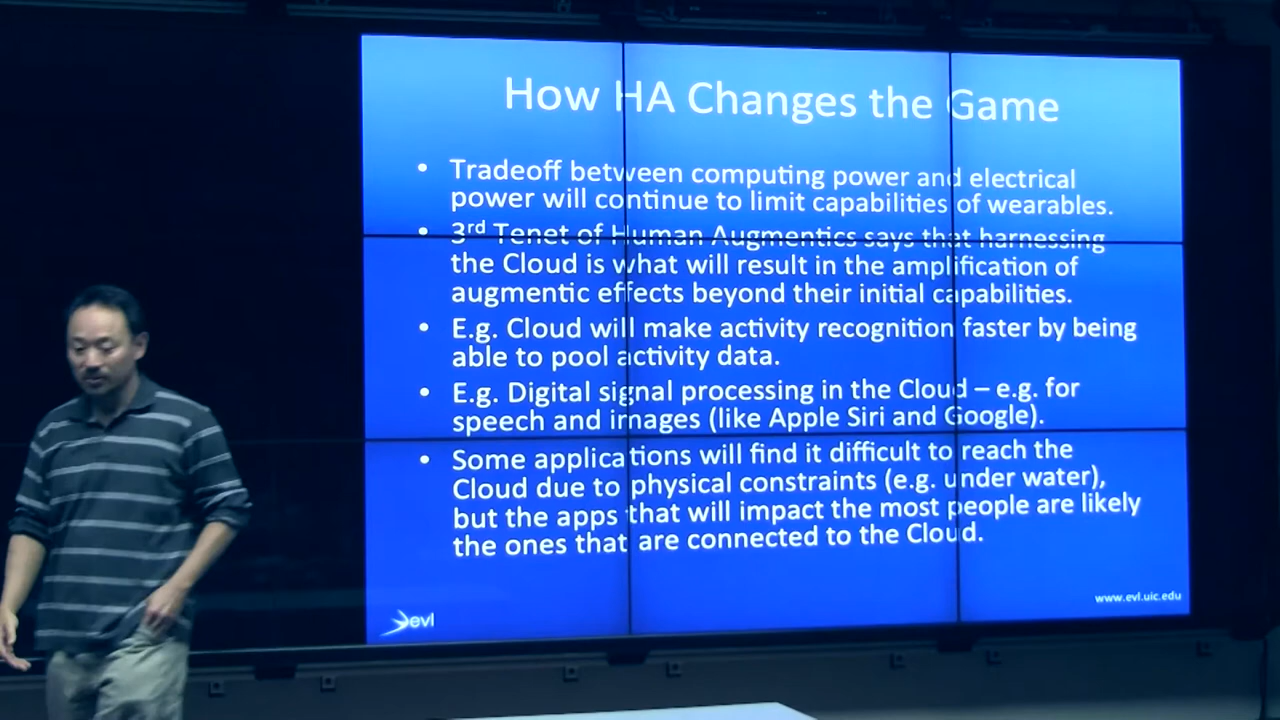 How HA Changes the Game
• Tradeoff between computing power and electrical
power will continue to limit capabilities of wearables.
• 3rd Tenet of Human Augmentics says that harnessing
the Cloud is what will result in the amplification of
augmentic effects beyond their initial capabilities.
• E.g. Cloud will make activity recognition faster by being
able to pool activity data.
• E.g. Digital signal processing in the Cloud – e.g. for
speech and images (like Apple Siri and Google).
• Some applications will find it difficult to reach the
Cloud due to physical constraints (e.g. under water),
but the apps that will impact the most people are likely
the ones that are connected to the Cloud.
www.evl.uic.edu
evl